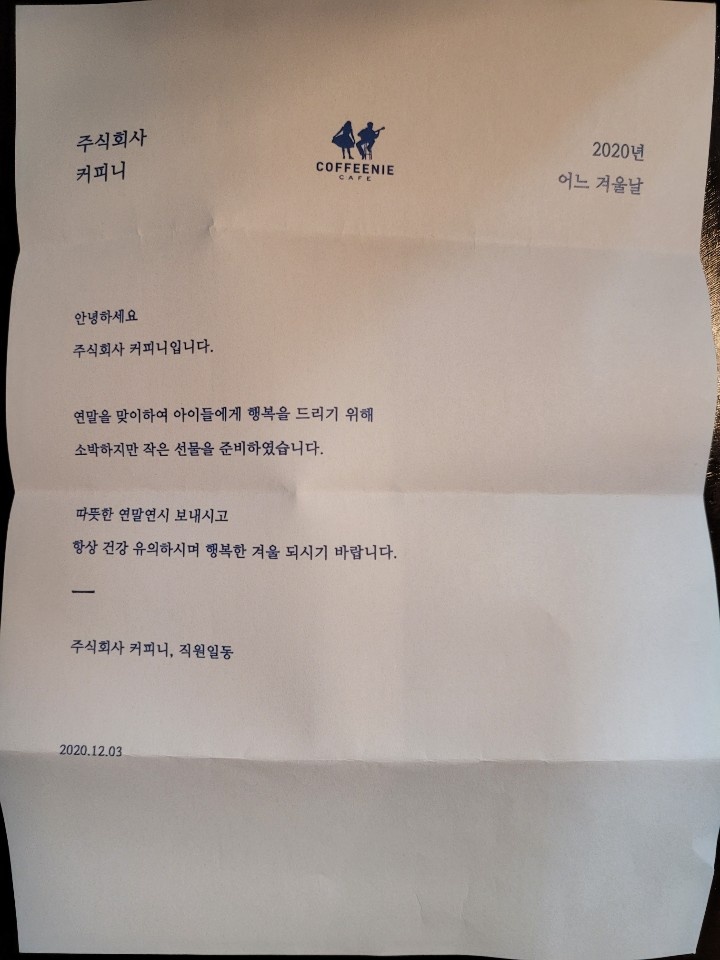 주식회사
커피니
COFFEENIE
CAFE
2020년
어느 겨울날
안녕하세요
주식회사 커피니입니다.
연말을 맞이하여 아이들에게 행복을 드리기 위해
소박하지만 작은 선물을 준비하였습니다.
따뜻한 연말연시 보내시고
항상 건강 유의하시며 행복한 겨울 되시기 바랍니다.
—
주식회사 커피니, 직원일동
2020.12.03